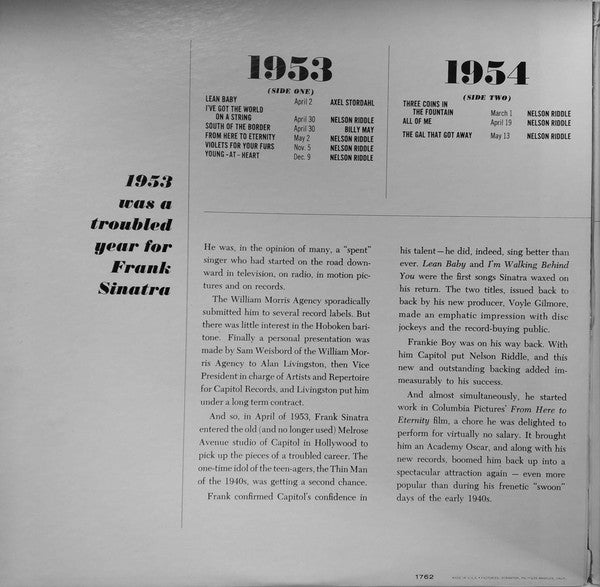 1953
(SIDE ONE)
LEAN BABY April 2 AXEL STORDAHL
I'VE GOT THE WORLD
ON A STRING April 30 NELSON RIDDLE
SOUTH OF THE BORDER April 30 BILLY MAY
FROM HERE TO ETERNITY May 2 NELSON RIDDLE
VIOLETS FOR YOUR FURS Nov. 5 NELSON RIDDLE
YOUNG-AT-HEART Dec. 9 NELSON RIDDLE
1954
(SIDE TWO)
THREE COINS IN
THE FOUNTAIN March 1 NELSON RIDDLE
ALL OF ME April 19 NELSON RIDDLE
THE GAL THAT GOT AWAY May 13 NELSON RIDDLE
1953
was a
troubled
year for
Frank
Sinatra
He was, in the opinion of many, a "spent"
singer who had started on the road down-
ward in television, on radio, in motion pic-
tures and on records.
The William Morris Agency sporadically
submitted him to several record labels. But
there was little interest in the Hoboken bari-
tone. Finally a personal presentation was
made by Sam Weisbord of the William Mor-
ris Agency to Alan Livingston, then Vice
President in charge of Artists and Repertoire
for Capitol Records, and Livingston put him
under a long term contract.
And so, in April of 1953, Frank Sinatra
entered the old (and no longer used) Melrose
Avenue studio of Capitol in Hollywood to
pick up the pieces of a troubled career. The
one-time idol of the teen-agers, the Thin Man
of the 1940s, was getting a second chance.
Frank confirmed Capitol's confidence in
his talent—he did, indeed, sing better than
ever. Lean Baby and I'm Walking Behind
You were the first songs Sinatra waxed on
his return. The two titles, issued back to
back by his new producer, Voyle Gilmore,
made an emphatic impression with disc
jockeys and the record-buying public.
Frankie Boy was on his way back. With
him Capitol put Nelson Riddle, and this
new and outstanding backing added im-
measurably to his success.
And almost simultaneously, he started
work in Columbia Pictures' From Here to
Eternity film, a chore he was delighted to
perform for virtually no salary. It brought
him an Academy Oscar, and along with his
new records, boomed him back up into a
spectacular attraction again — even more
popular than during his frenetic "swoon"
days of the early 1940s.
1762